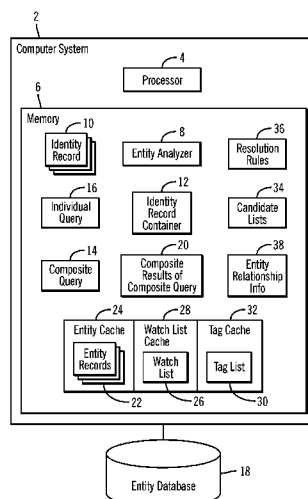 2
Computer System
4
Processor
6
Memory
10
Identity
Record
8
Entity Analyzer
36
Resolution
Rules
16
Individual
Query
12
Identity
Record
Container
34
Candidate
Lists
14
Composite
Query
20
Composite
Results of
Composite Query
38
Entity
Relationship
Info
24
Entity Cache
Entity
Records
22
28
Watch List
Cache
Watch
List
26
32
Tag Cache
Tag List
30
Entity Database
18